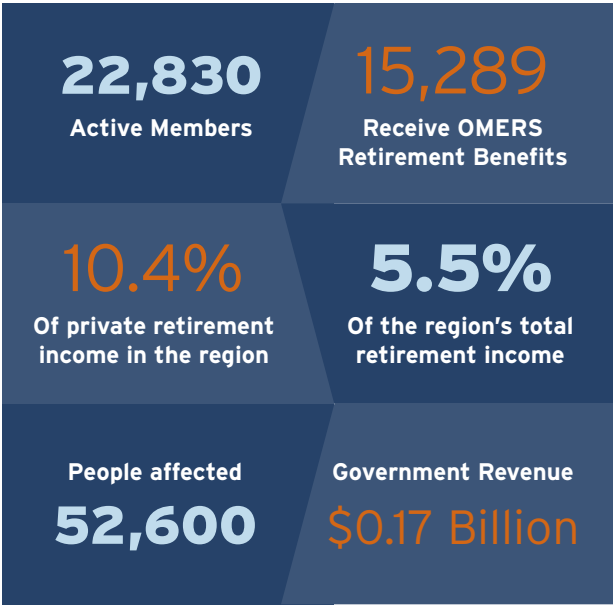 22,830
Active Members
15,289
Receive OMERS
Retirement Benefits
10.4%
Of private retirement
income in the region
5.5%
Of the region's total
retirement income
People affected
52,600
Government Revenue
$0.17 Billion